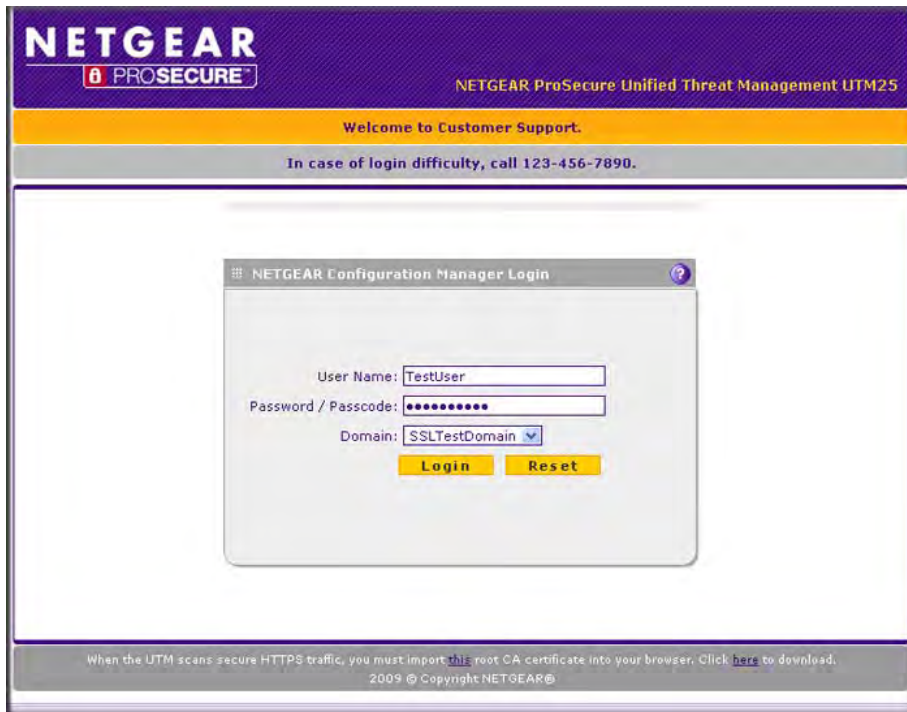 NETGEAR
PROSECURE™
NETGEAR ProSecure Unified Threat Management UTM25
Welcome to Customer Support.
In case of login difficulty, call 123-456-7890.
NETGEAR Configuration Manager Login
?
User Name: TestUser
Password / Passcode: ••••••••••
Domain: SSLTestDomain
Login Reset
When the UTM scans secure HTTPS traffic, you must import this root CA certificate into your browser. Click here to download.
2009 © Copyright NETGEAR®